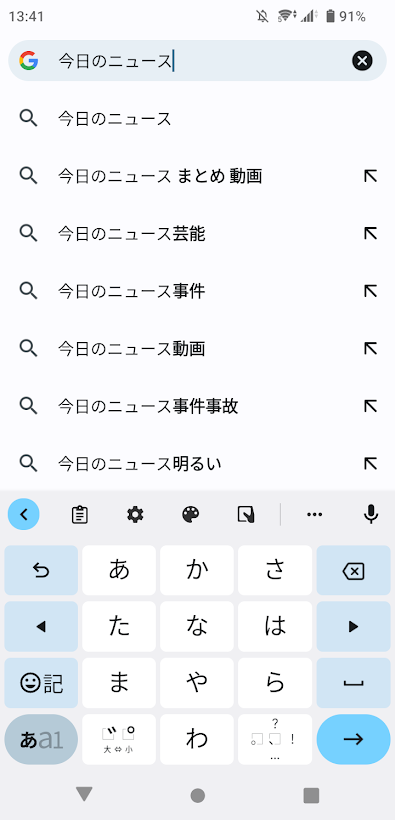 13:41 91%
今日のニュース
今日のニュース
今日のニュース まとめ 動画
今日のニュース芸能
今日のニュース事件
今日のニュース動画
今日のニュース事件事故
今日のニュース明るい
あ か さ
た な は
記 ま や ら
あa1 大⇔小 わ 。、?!…